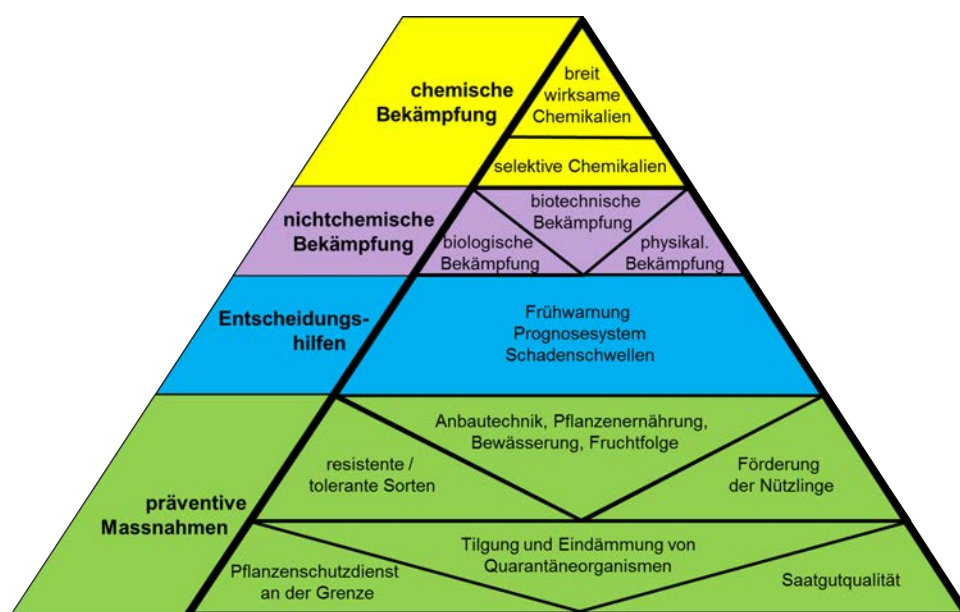 chemische
Bekämpfung
breit
wirksame
Chemikalien
selektive Chemikalien
nichtchemische
Bekämpfung
biotechnische
Bekämpfung
biologische
Bekämpfung
physikal.
Bekämpfung
Entscheidungs-
hilfen
Frühwarnung
Prognosesystem
Schadenschwellen
präventive
Massnahmen
Anbautechnik, Pflanzenernährung,
Bewässerung, Fruchtfolge
resistente /
tolerante Sorten
Förderung
der Nützlinge
Tilgung und Eindämmung von
Quarantäneorganismen
Pflanzenschutzdienst
an der Grenze
Saatgutqualität